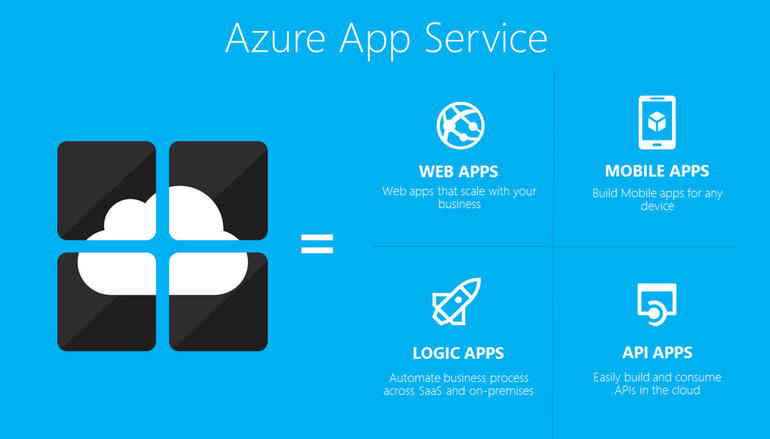 Azure App Service
WEB APPS
Web apps that scale with your
business
MOBILE APPS
Build Mobile apps for any
device
=
LOGIC APPS
Automate business process
across SaaS and on-premises
API APPS
Easily build and consume
APIs in the cloud